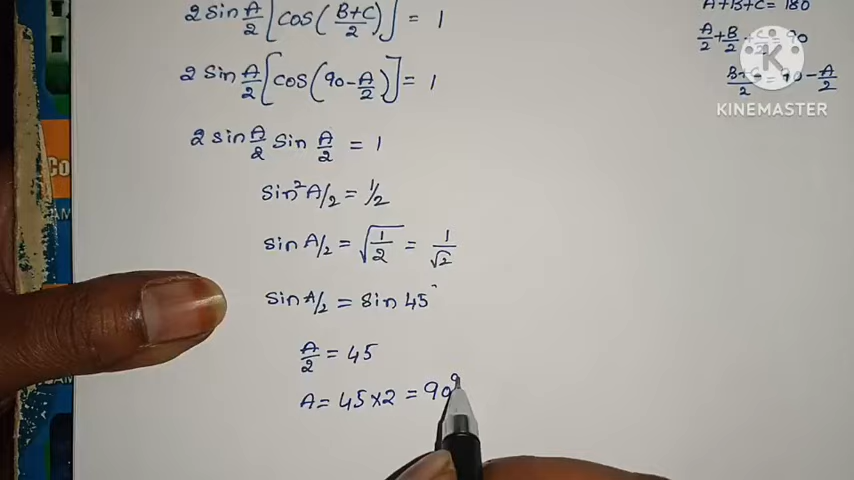 2 sin A/2 [cos (B+C/2)] = 1
2 sin A/2 [cos (90 - A/2)] = 1
2 sin A/2 sin A/2 = 1
sin² A/2 = 1/2
sin A/2 = √1/2 = 1/√2
sin A/2 = sin 45°
A/2 = 45
A = 45 × 2 = 90°
A+B+C = 180
A/2 + B/2 + C/2 = 90
B+C/2 = 90 - A/2
KINEMASTER